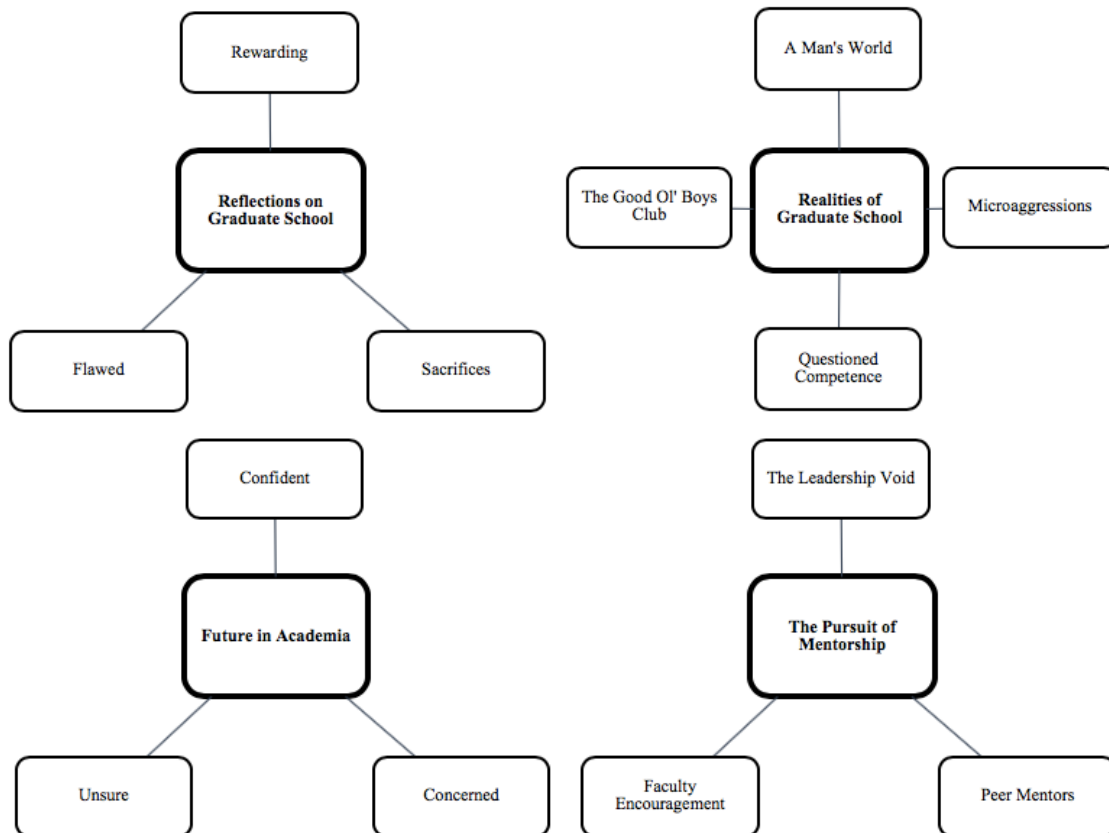 Rewarding
Reflections on
Graduate School
Flawed
Sacrifices
A Man's World
The Good Ol' Boys
Club
Realities of
Graduate School
Microaggressions
Questioned
Competence
Confident
Future in Academia
Unsure
Concerned
The Leadership Void
The Pursuit of
Mentorship
Faculty
Encouragement
Peer Mentors